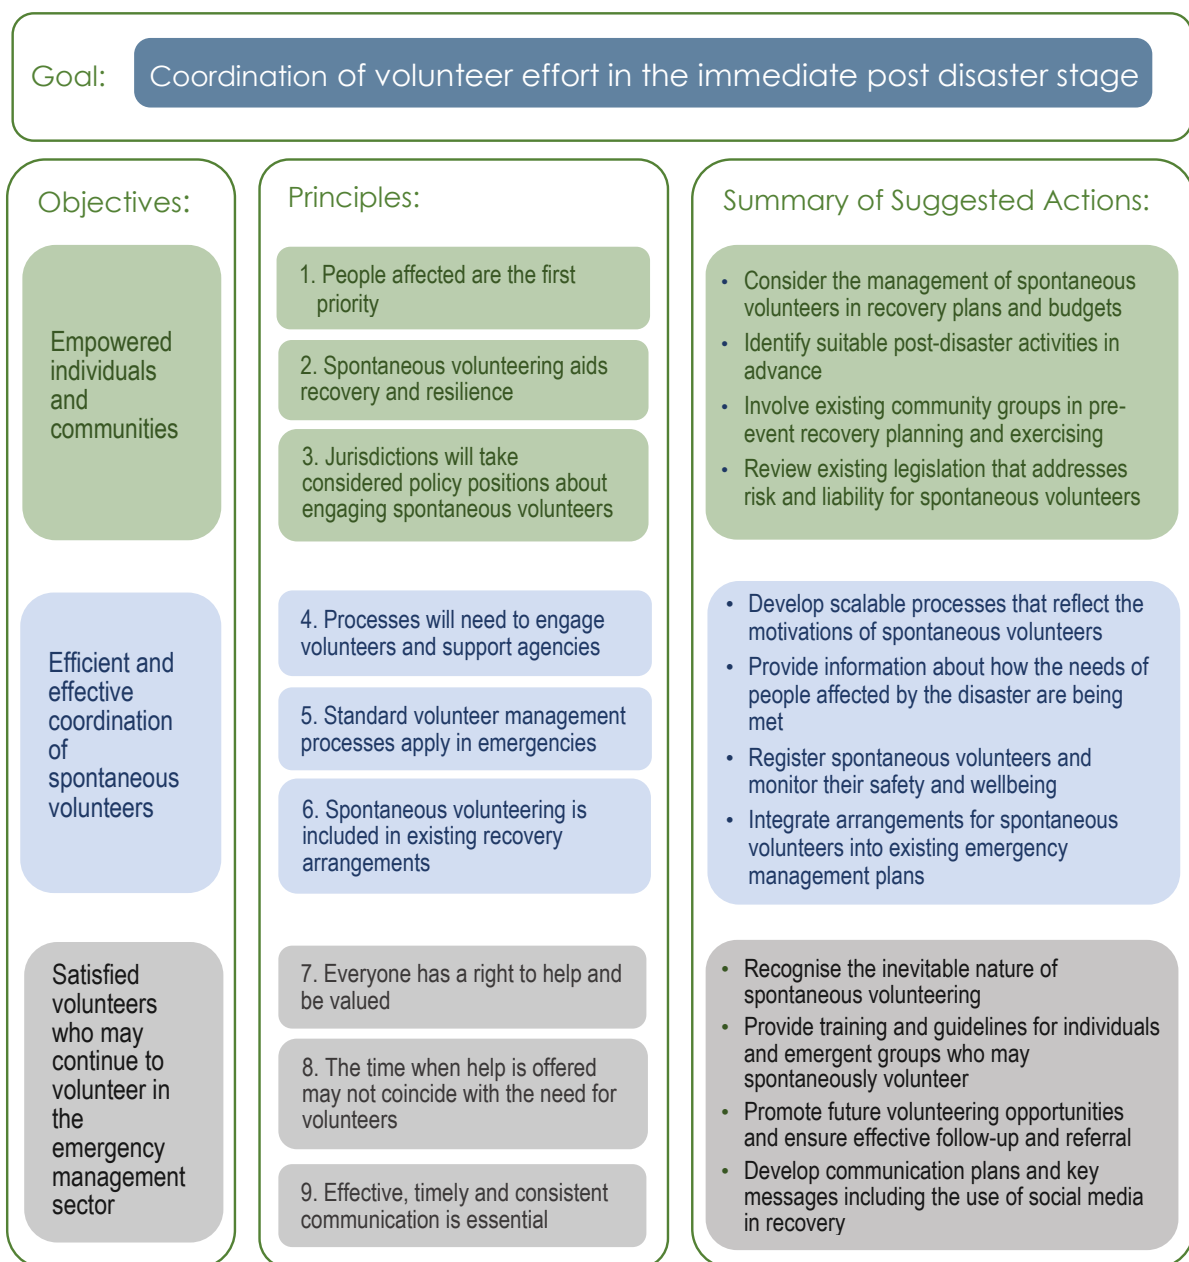 Goal:
Coordination of volunteer effort in the immediate post disaster stage
Objectives:
Empowered
individuals
and
communities
Efficient and
effective
coordination
of
spontaneous
volunteers
Satisfied
volunteers
who may
continue to
volunteer in
the
emergency
management
sector
Principles:
1. People affected are the first
priority
2. Spontaneous volunteering aids
recovery and resilience
3. Jurisdictions will take
considered policy positions about
engaging spontaneous volunteers
4. Processes will need to engage
volunteers and support agencies
5. Standard volunteer management
processes apply in emergencies
6. Spontaneous volunteering is
included in existing recovery
arrangements
7. Everyone has a right to help and
be valued
8. The time when help is offered
may not coincide with the need for
volunteers
9. Effective, timely and consistent
communication is essential
Summary of Suggested Actions:
• Consider the management of spontaneous
volunteers in recovery plans and budgets
• Identify suitable post-disaster activities in
advance
• Involve existing community groups in pre-
event recovery planning and exercising
• Review existing legislation that addresses
risk and liability for spontaneous volunteers
• Develop scalable processes that reflect the
motivations of spontaneous volunteers
• Provide information about how the needs of
people affected by the disaster are being
met
• Register spontaneous volunteers and
monitor their safety and wellbeing
• Integrate arrangements for spontaneous
volunteers into existing emergency
management plans
• Recognise the inevitable nature of
spontaneous volunteering
• Provide training and guidelines for individuals
and emergent groups who may
spontaneously volunteer
• Promote future volunteering opportunities
and ensure effective follow-up and referral
• Develop communication plans and key
messages including the use of social media
in recovery